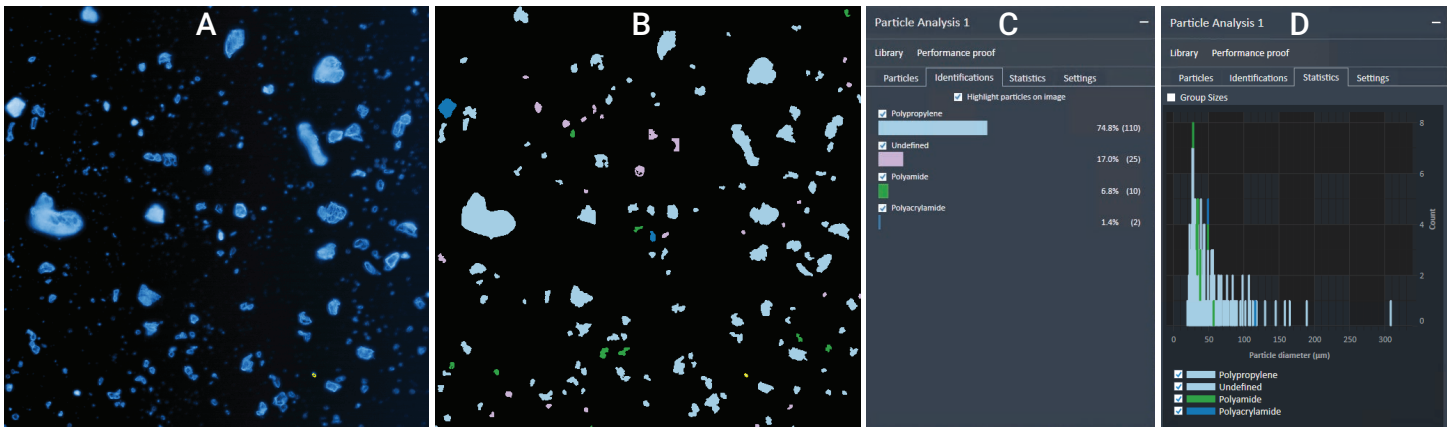 A
B
C
D
Particle Analysis 1
Library Performance proof
Particles Identifications Statistics Settings
Highlight particles on image
Polypropylene
74.8% (110)
Undefined
17.0% (25)
Polyamide
6.8% (10)
Polyacrylamide
1.4% (2)
Particle Analysis 1
Library Performance proof
Particles Identifications Statistics Settings
Group Sizes
8
6
4
2
0
Count
0 50 100 150 200 250 300
Particle diameter (µm)
Polypropylene
Undefined
Polyamide
Polyacrylamide